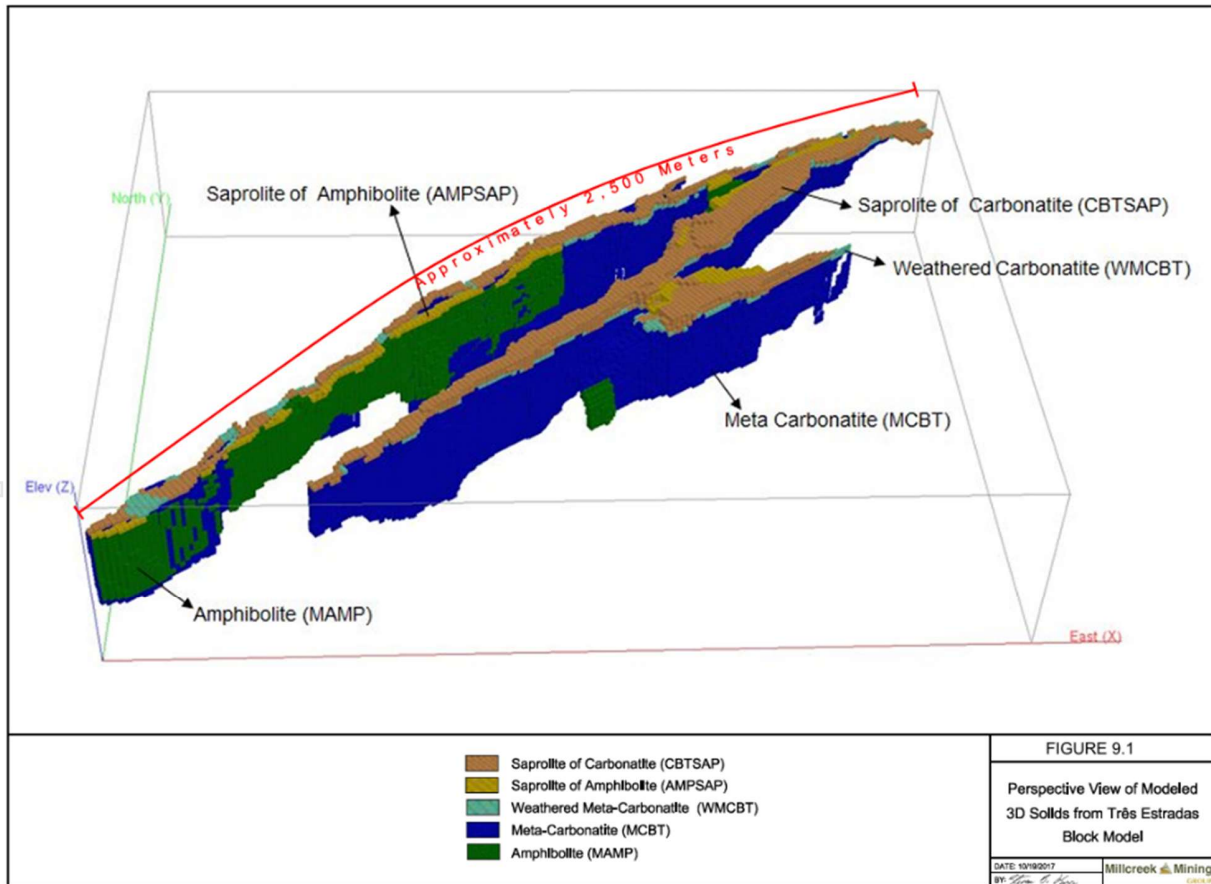 Approximately 2,500 Meters
North (Y)
Saprolite of Amphibolite (AMPSAP)
Saprolite of Carbonatite (CBTSAP)
Weathered Carbonatite (WMCBT)
Meta Carbonatite (MCBT)
Elev (Z)
Amphibolite (MAMP)
East (X)
Saprolite of Carbonatite (CBTSAP)
Saprolite of Amphibolite (AMPSAP)
Weathered Meta-Carbonatite (WMCBT)
Meta-Carbonatite (MCBT)
Amphibolite (MAMP)
FIGURE 9.1
Perspective View of Modeled
3D Solids from Três Estradas
Block Model
DATE: 10/19/2017
BY:
Millcreek Mining
GROUP